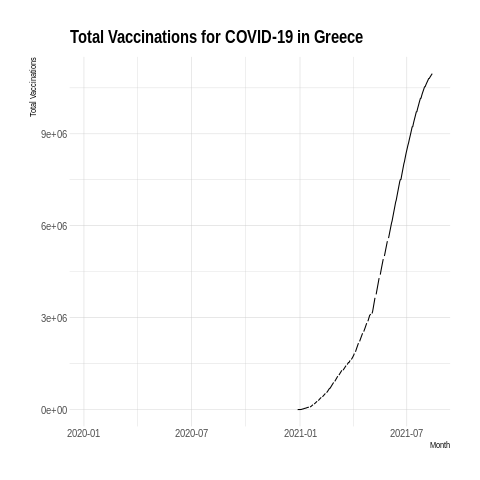 Total Vaccinations for COVID-19 in Greece
Total Vaccinations
9e+06
6e+06
3e+06
0e+00
2020-01 2020-07 2021-01 2021-07
Month